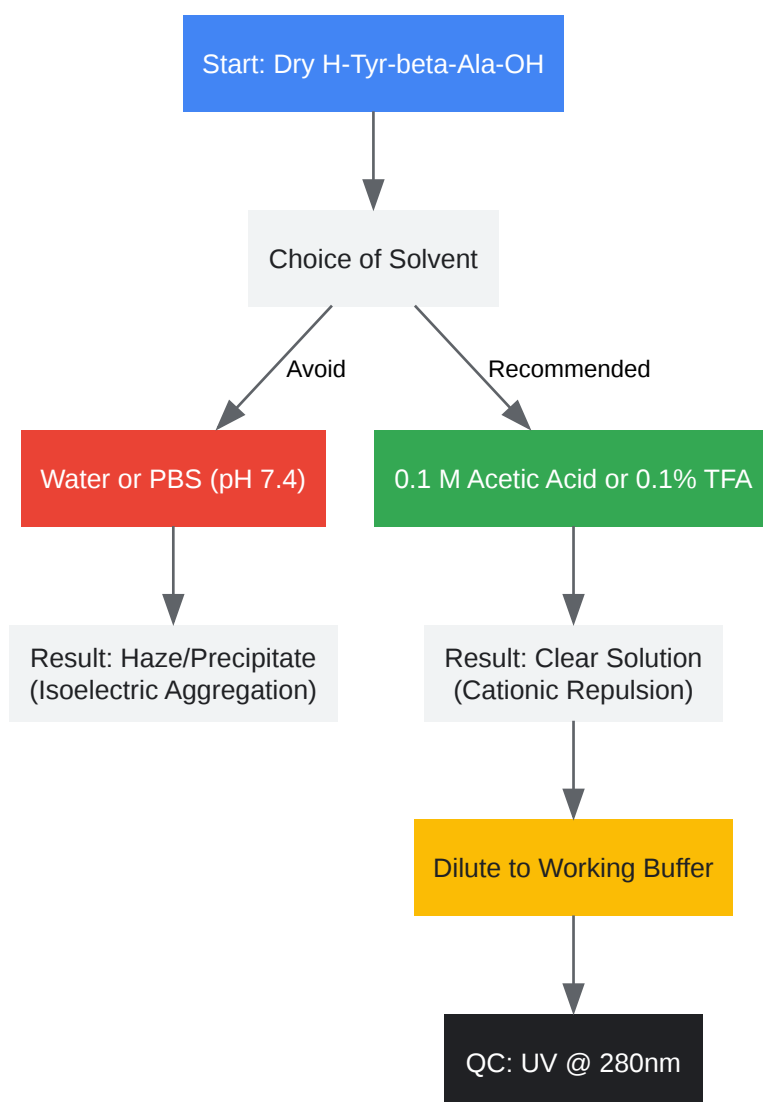 Start: Dry H-Tyr-beta-Ala-OH
Choice of Solvent
Avoid
Recommended
Water or PBS (pH 7.4)
0.1 M Acetic Acid or 0.1% TFA
Result: Haze/Precipitate
(Isoelectric Aggregation)
Result: Clear Solution
(Cationic Repulsion)
Dilute to Working Buffer
QC: UV @ 280nm